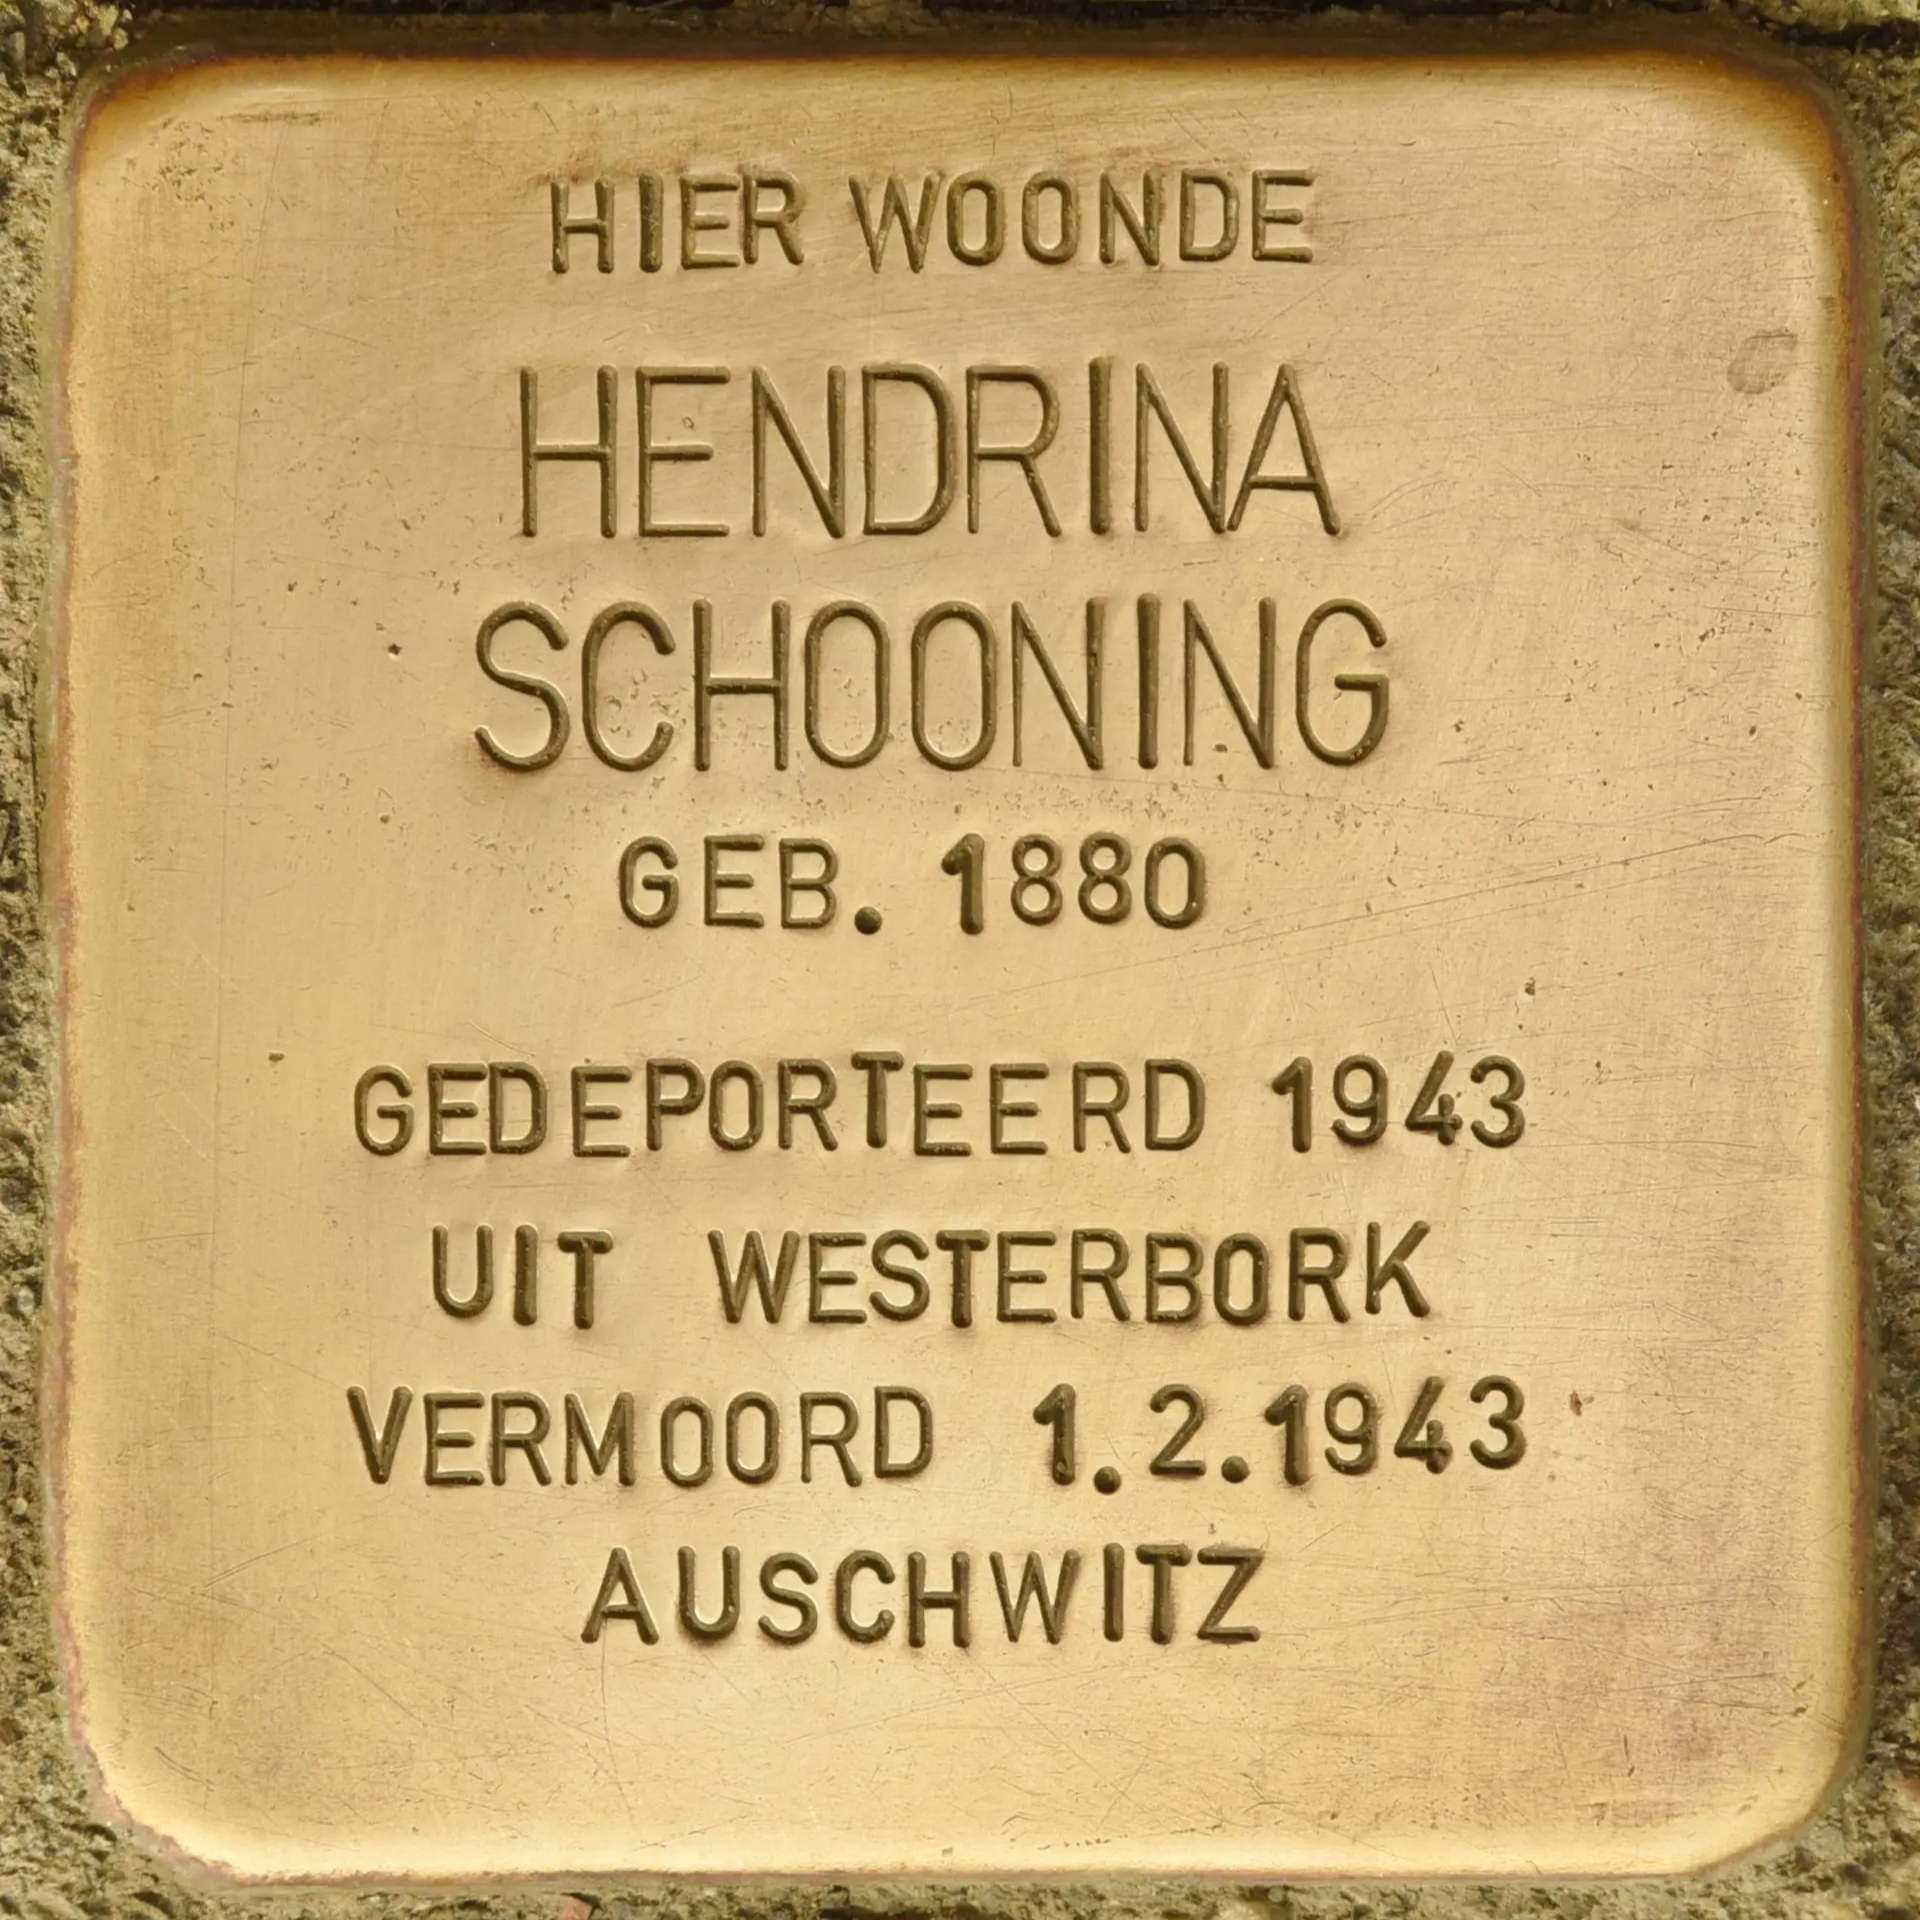 HIER WOONDE
HENDRINA
SCHOONING
GEB. 1880
GEDEPORTEERD 1943
UIT WESTERBORK
VERMOORD 1.2.1943
AUSCHWITZ